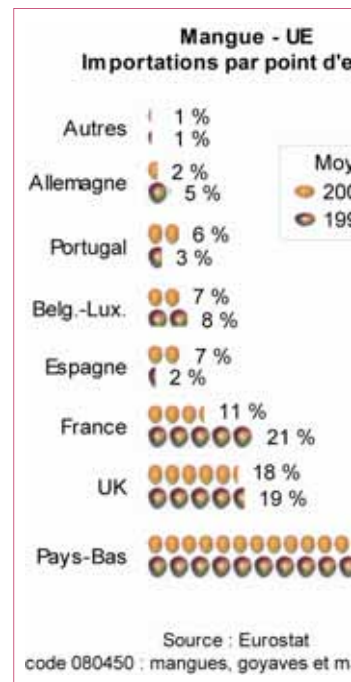 Mangue - UE
Importations par point d'e
Moy
200
199
Autres
1 %
1 %
Allemagne
2 %
5 %
Portugal
6 %
3 %
Belg.-Lux.
7 %
8 %
Espagne
7 %
2 %
France
11 %
21 %
UK
18 %
19 %
Pays-Bas
Source : Eurostat
code 080450 : mangues, goyaves et m